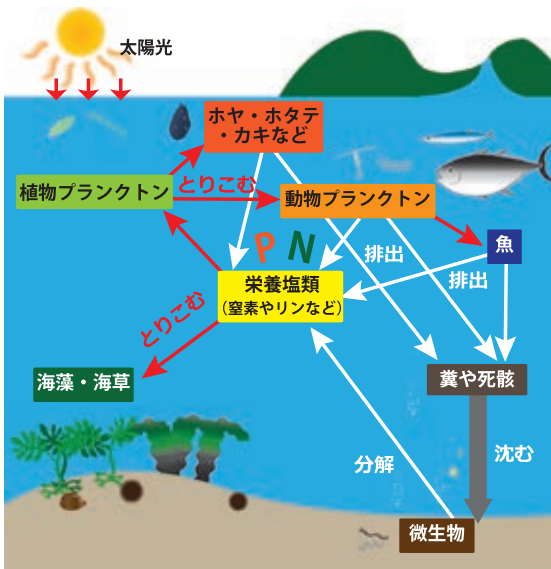 太陽光
ホヤ・ホタテ
・カキなど
植物プランクトン
とりこむ
動物プランクトン
P N
魚
排出
排出
栄養塩類
(窒素やリンなど)
とりこむ
海藻・海草
糞や死骸
沈む
分解
微生物